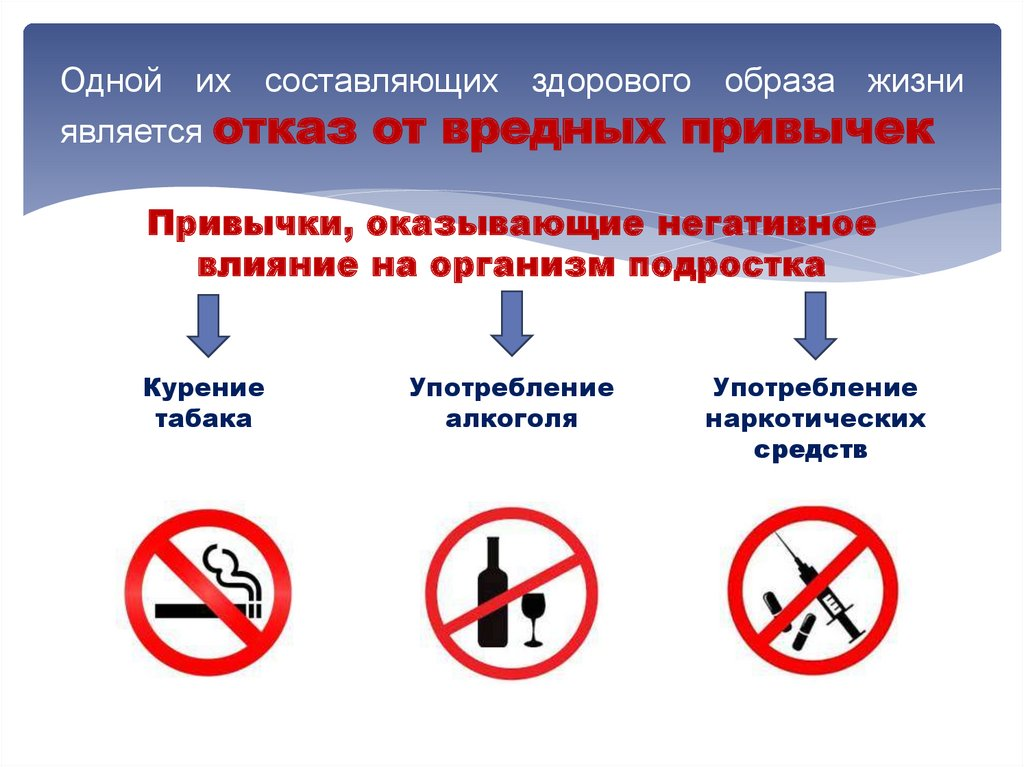 Одной их составляющих здорового образа жизни
является отказ от вредных привычек
Привычки, оказывающие негативное
влияние на организм подростка
Курение
табака
Употребление
алкоголя
Употребление
наркотических
средств